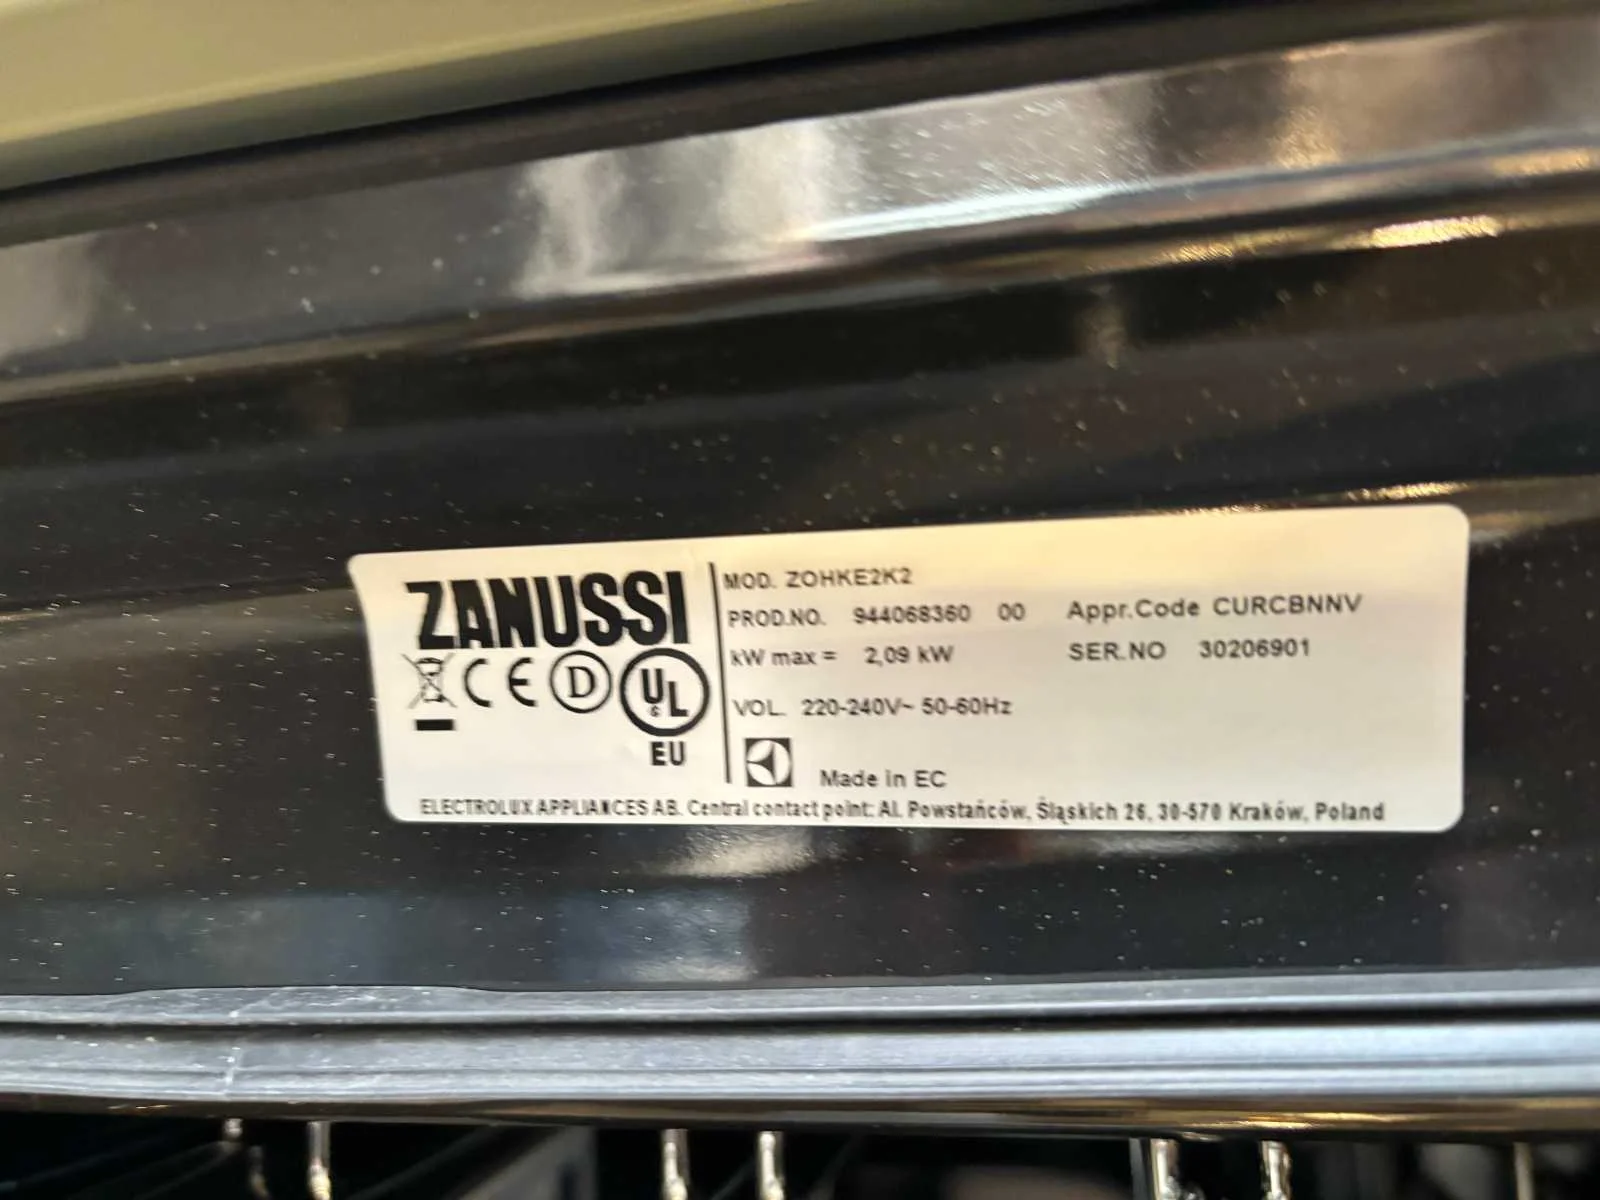 ZANUSSI
MOD. ZOHKE2K2
PROD.NO. 944068360 00 Appr.Code CURCBNNV
kW max = 2,09 kW SER.NO 30206901
VOL. 220-240V~ 50-60Hz
CE D UL EU
Made in EC
ELECTROLUX APPLIANCES AB. Central contact point: Al. Powstańców, Śląskich 26, 30-570 Kraków, Poland